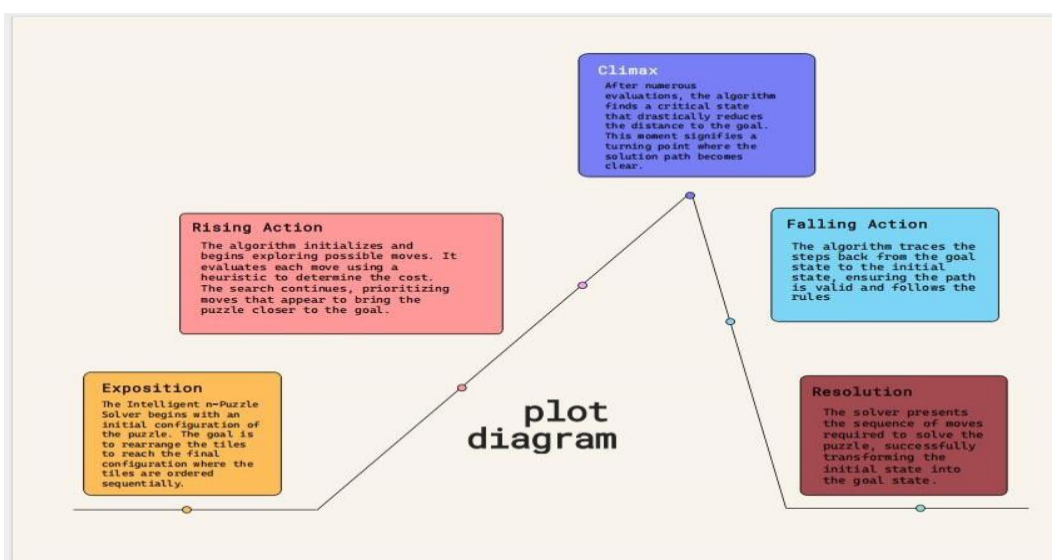 Climax
After numerous
evaluations, the algorithm
finds a critical state
that drastically reduces
the distance to the goal.
This moment signifies a
turning point where the
solution path becomes
clear.
Rising Action
The algorithm initializes and
begins exploring possible moves. It
evaluates each move using a
heuristic to determine the cost.
The search continues, prioritizing
moves that appear to bring the
puzzle closer to the goal.
Falling Action
The algorithm traces the
steps back from the goal
state to the initial
state, ensuring the path
is valid and follows the
rules
Exposition
The Intelligent n-Puzzle
Solver begins with an
initial configuration of
the puzzle. The goal is
to rearrange the tiles
to reach the final
configuration where the
tiles are ordered
sequentially.
plot
diagram
Resolution
The solver presents
the sequence of moves
required to solve the
puzzle, successfully
transforming the
initial state into
the goal state.